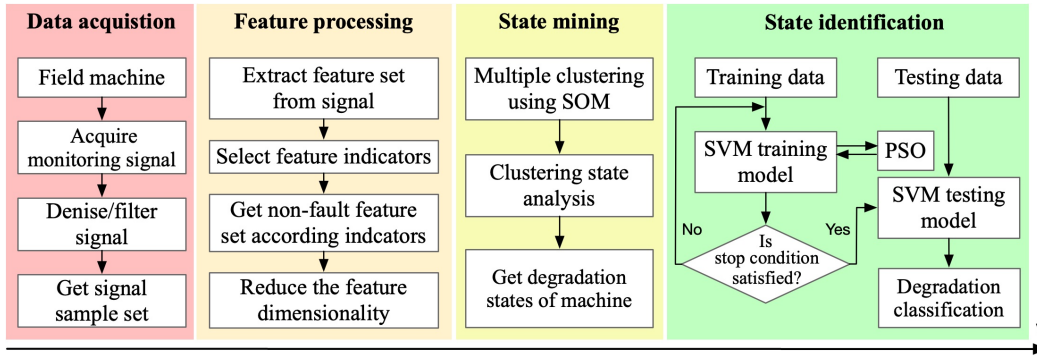 Data acquistion
Field machine
Acquire
monitoring signal
Denise/filter
signal
Get signal
sample set
Feature processing
Extract feature set
from signal
Select feature indicators
Get non-fault feature
set according indcators
Reduce the feature
dimensionality
State mining
Multiple clustering
using SOM
Clustering state
analysis
Get degradation
states of machine
State identification
Training data
SVM training
model
PSO
Is
stop condition
satisfied?
No
Yes
Testing data
SVM testing
model
Degradation
classification